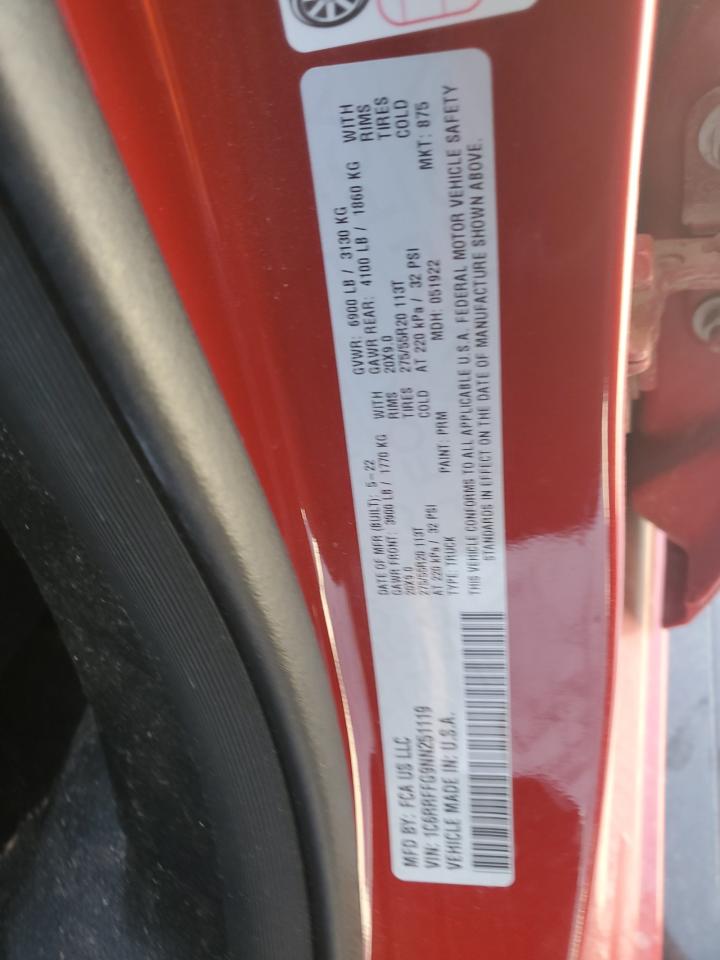 MFD BY: FCA US LLC
VIN: 1C6RRFFG9NN251119
VEHICLE MADE IN: U.S.A.
DATE OF MFR (BUILT): 5-22
GAWR FRONT: 3900 LB / 1770 KG WITH
20X9.0 RIMS
275/55R20 113T TIRES
AT 220 kPa / 32 PSI COLD
TYPE: TRUCK PAINT: PRM
GVWR: 6900 LB / 3130 KG
GAWR REAR: 4100 LB / 1860 KG WITH
20X9.0 RIMS
275/55R20 113T TIRES
AT 220 kPa / 32 PSI COLD
MDH: 051922 MKT: 875
THIS VEHICLE CONFORMS TO ALL APPLICABLE U.S.A. FEDERAL MOTOR VEHICLE SAFETY
STANDARDS IN EFFECT ON THE DATE OF MANUFACTURE SHOWN ABOVE.